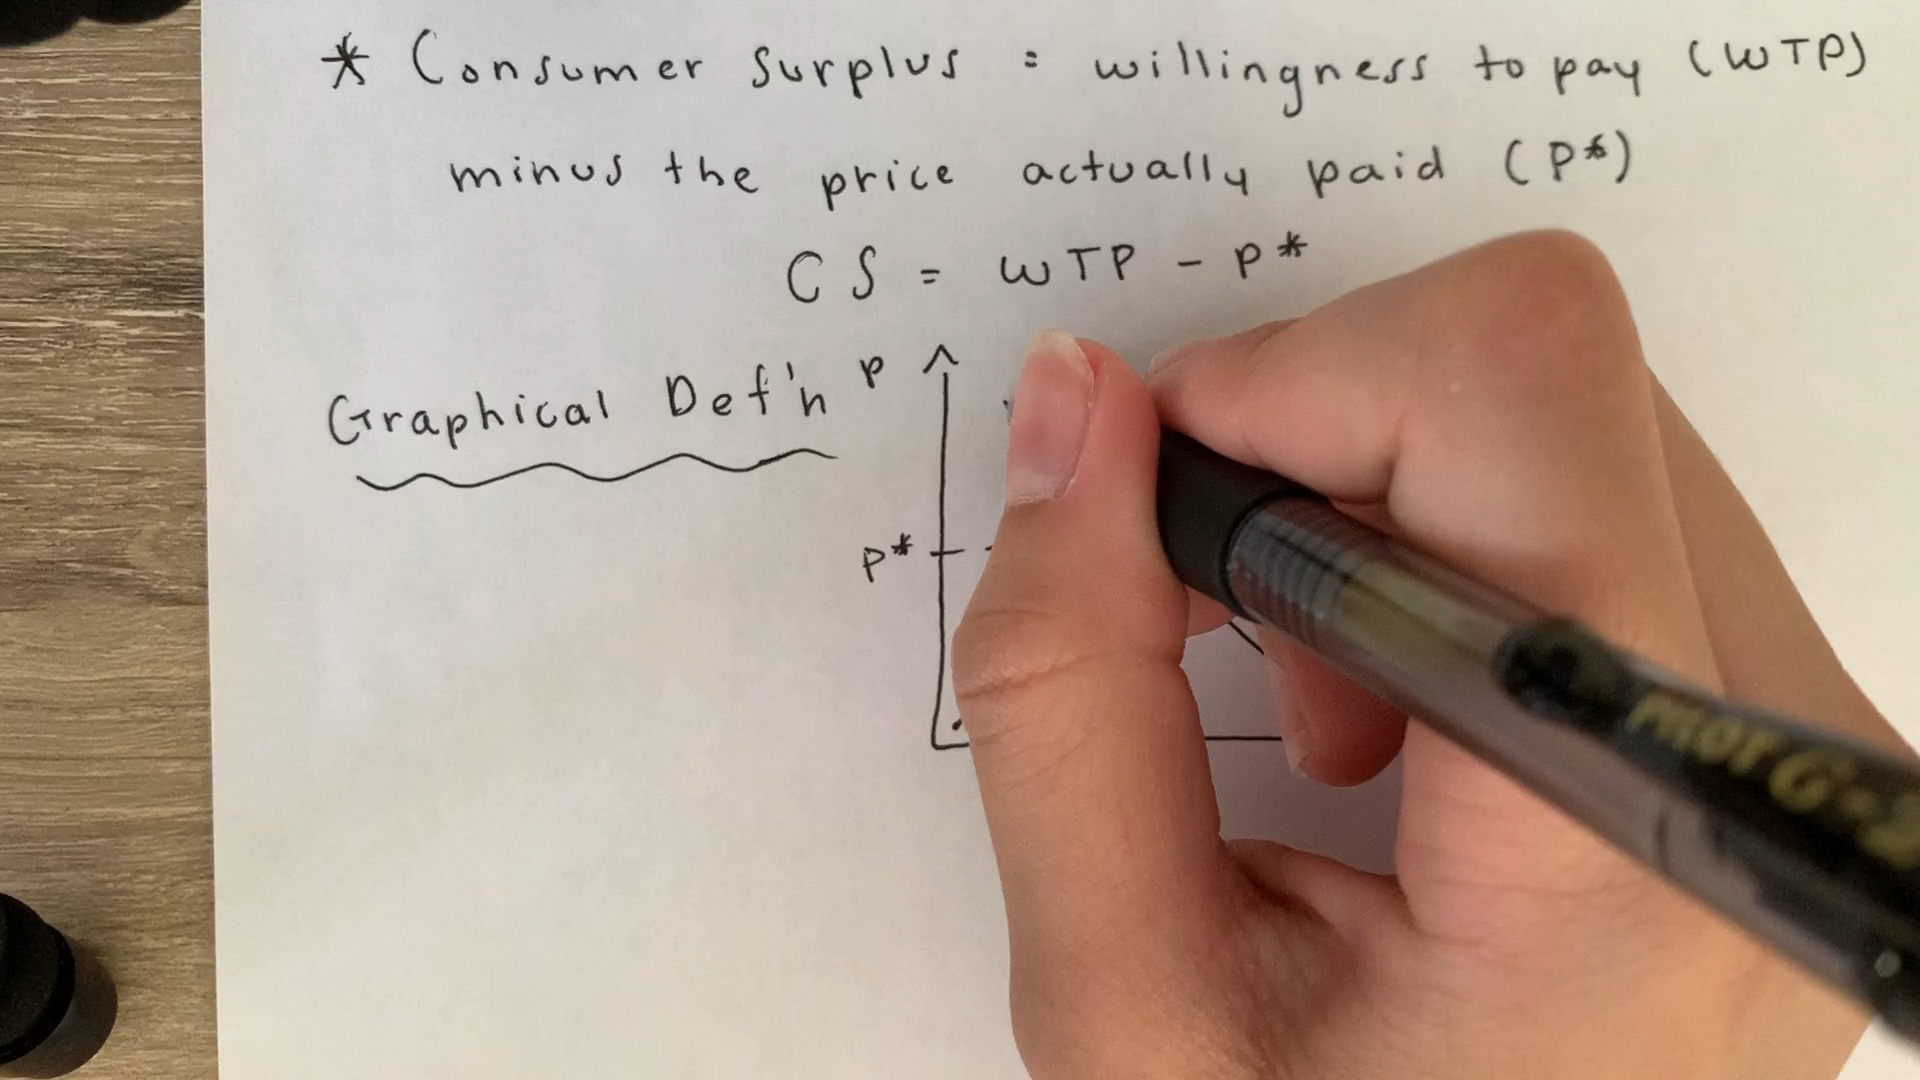 * Consumer surplus = willingness to pay (WTP)
minus the price actually paid (P*)
CS = WTP - P*
Graphical Def'n P
P*